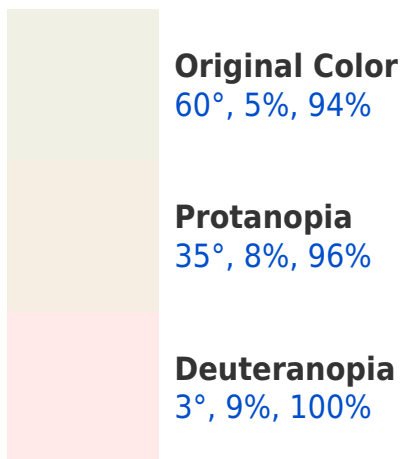 Original Color
60°, 5%, 94%
Protanopia
35°, 8%, 96%
Deuteranopia
3°, 9%, 100%